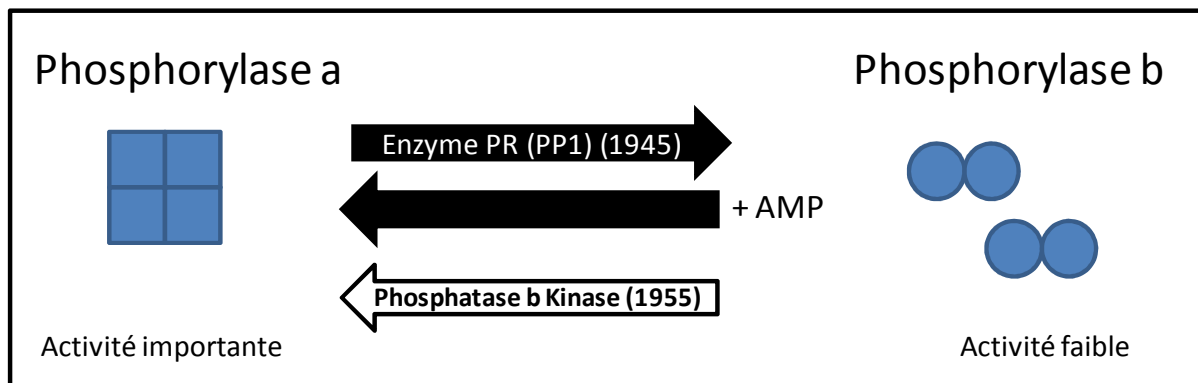 Phosphorylase a
Phosphorylase b
Enzyme PR (PP1) (1945)
+ AMP
Phosphatase b Kinase (1955)
Activité importante
Activité faible